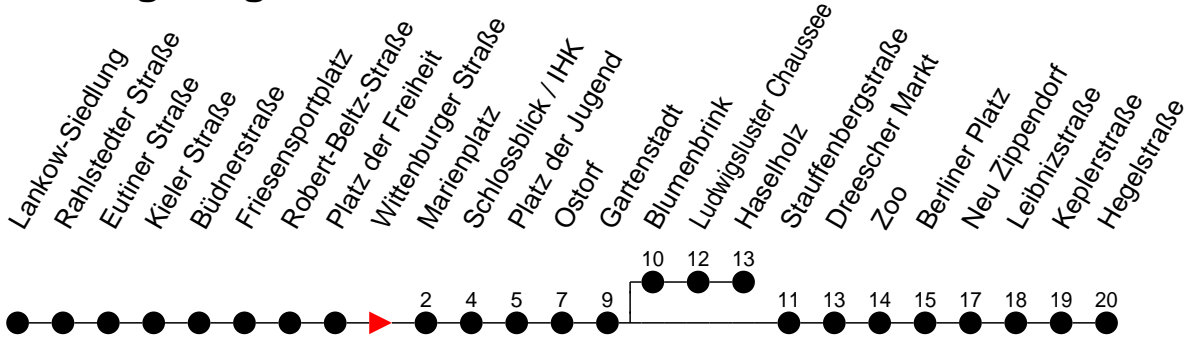 Lankow-Siedlung
Rahlstedter Straße
Eutiner Straße
Kieler Straße
Büdnerstraße
Friesensportplatz
Robert-Beltz-Straße
Platz der Freiheit
Wittenburger Straße
Marienplatz
Schlossblick / IHK
Platz der Jugend
Ostorf
Gartenstadt
Blumenbrink
Ludwigsluster Chaussee
Haselholz
Stauffenbergstraße
Dreescher Markt
Zoo
Berliner Platz
Neu Zippendorf
Leibnizstraße
Keplerstraße
Hegelstraße
10 12 13
2 4 5 7 9 11 13 14 15 17 18 19 20